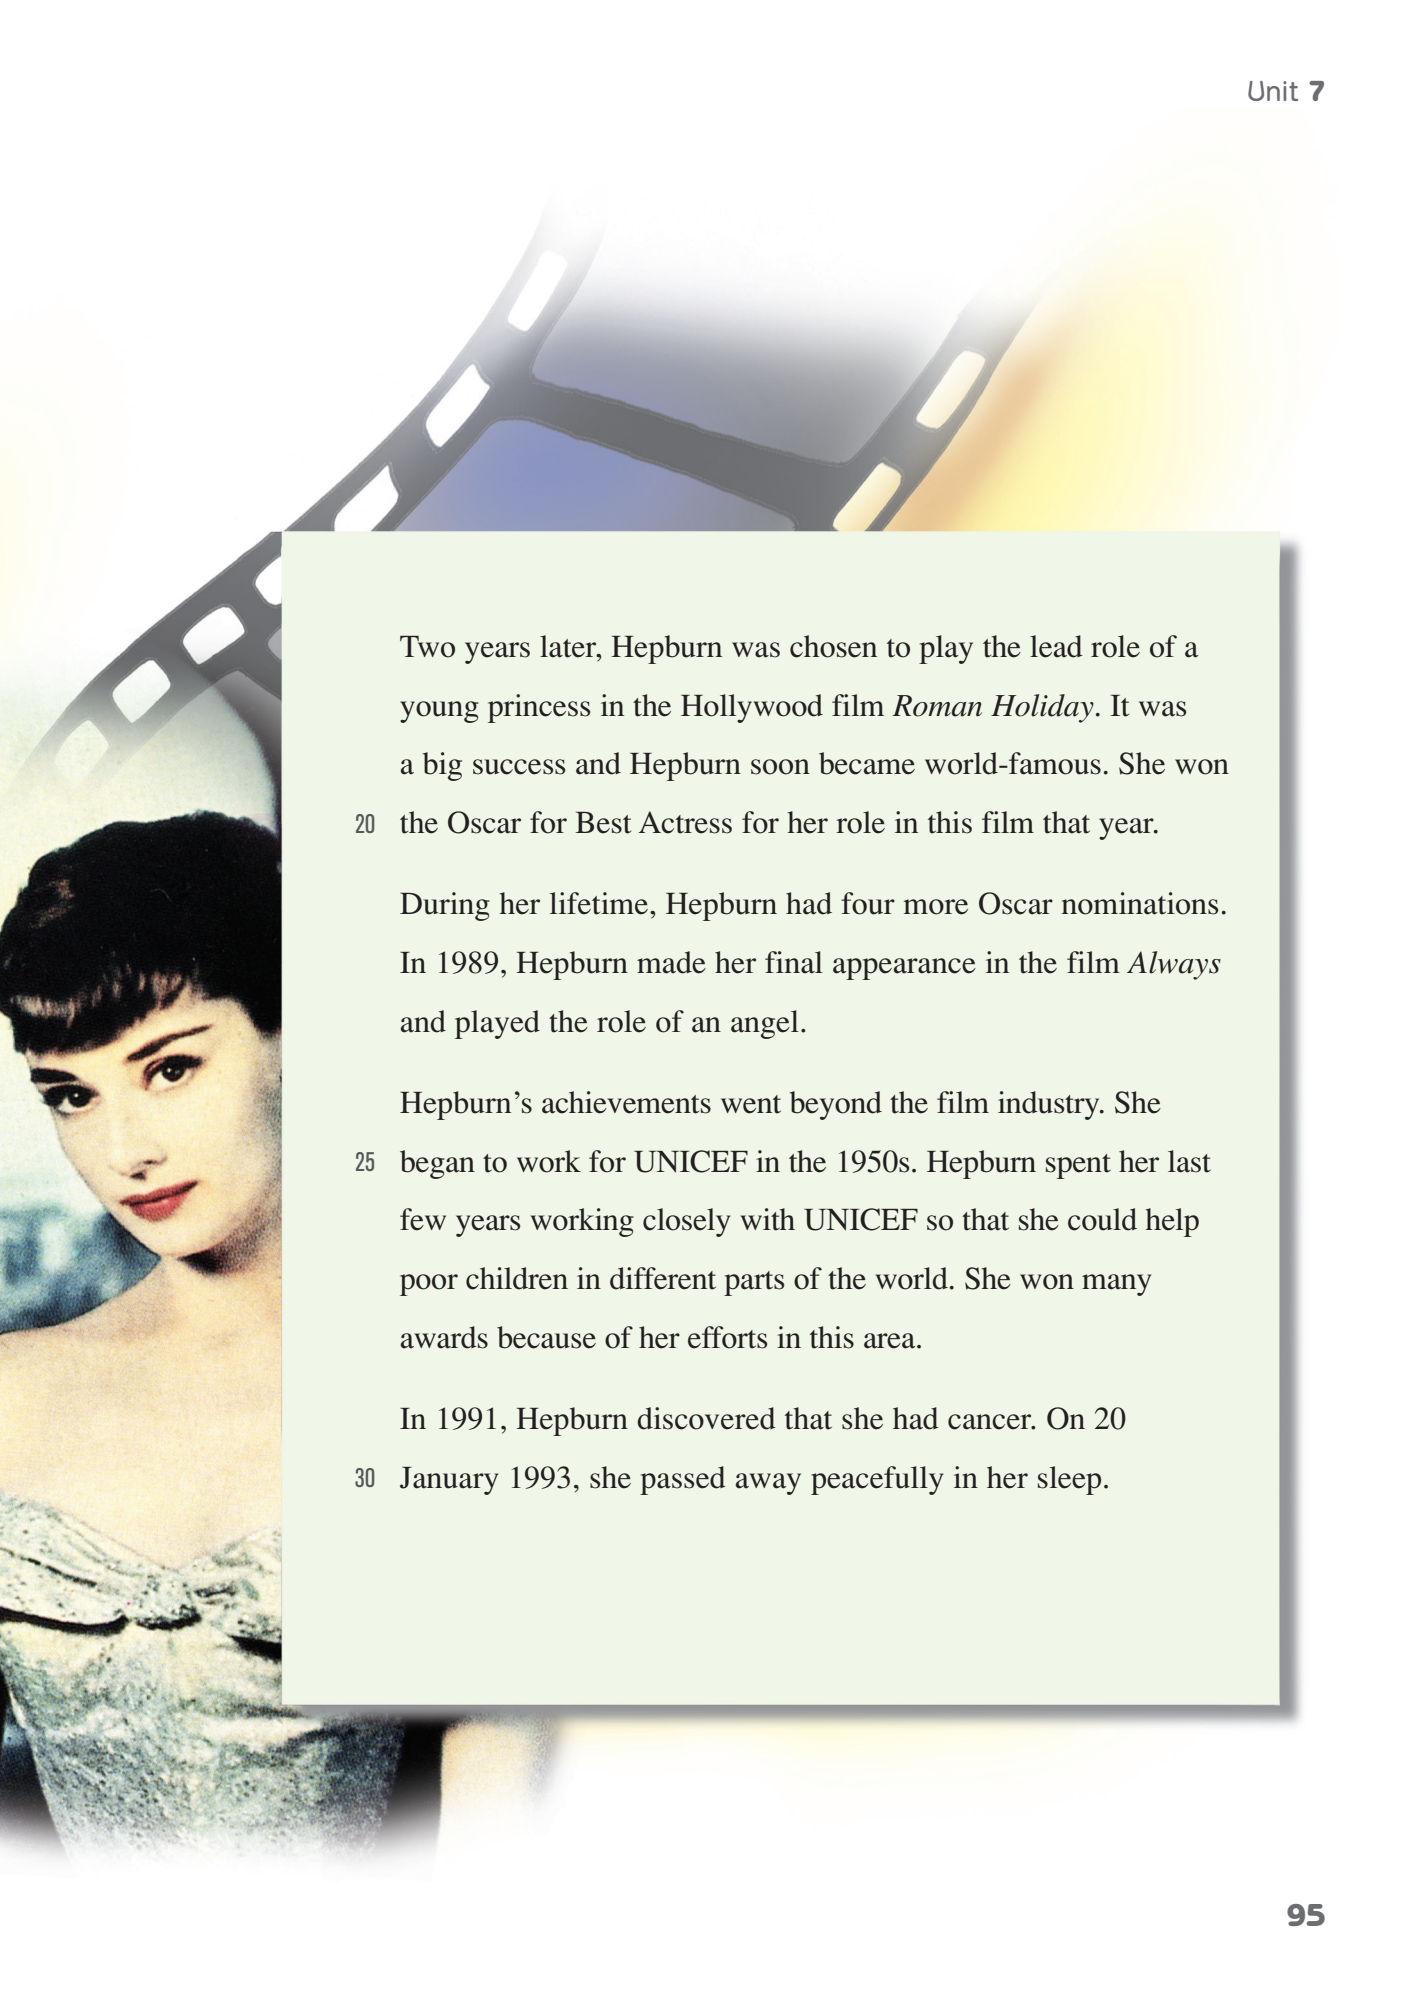 Unit 7
Two years later, Hepburn was chosen to play the lead role of a
young princess in the Hollywood film Roman Holiday. It was
a big success and Hepburn soon became world-famous. She won
20 the Oscar for Best Actress for her role in this film that year.
During her lifetime, Hepburn had four more Oscar nominations.
In 1989, Hepburn made her final appearance in the film Always
and played the role of an angel.
Hepburn’s achievements went beyond the film industry. She
25 began to work for UNICEF in the 1950s. Hepburn spent her last
few years working closely with UNICEF so that she could help
poor children in different parts of the world. She won many
awards because of her efforts in this area.
In 1991, Hepburn discovered that she had cancer. On 20
30 January 1993, she passed away peacefully in her sleep.
95